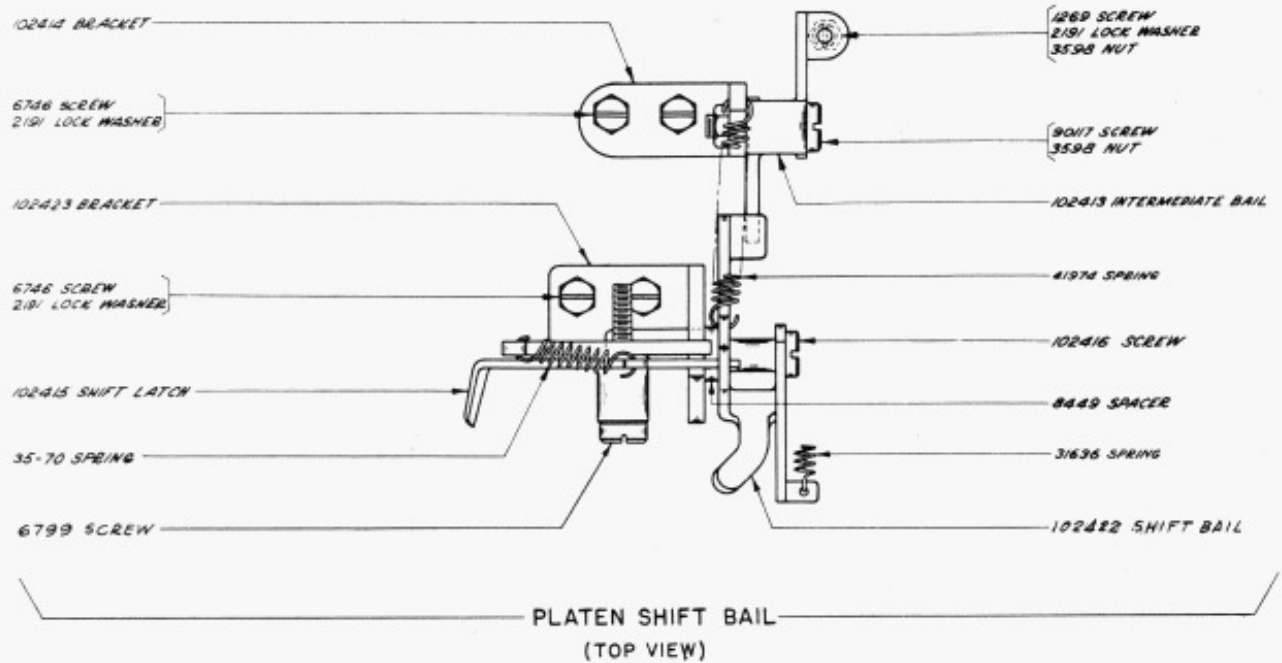 102414 BRACKET
6746 SCREW
2191 LOCK WASHER
102423 BRACKET
6746 SCREW
2191 LOCK WASHER
102415 SHIFT LATCH
35-70 SPRING
6799 SCREW
1269 SCREW
2191 LOCK WASHER
3598 NUT
90117 SCREW
3598 NUT
102413 INTERMEDIATE BAIL
41974 SPRING
102416 SCREW
8449 SPACER
31636 SPRING
102422 SHIFT BAIL
PLATEN SHIFT BAIL
(TOP VIEW)